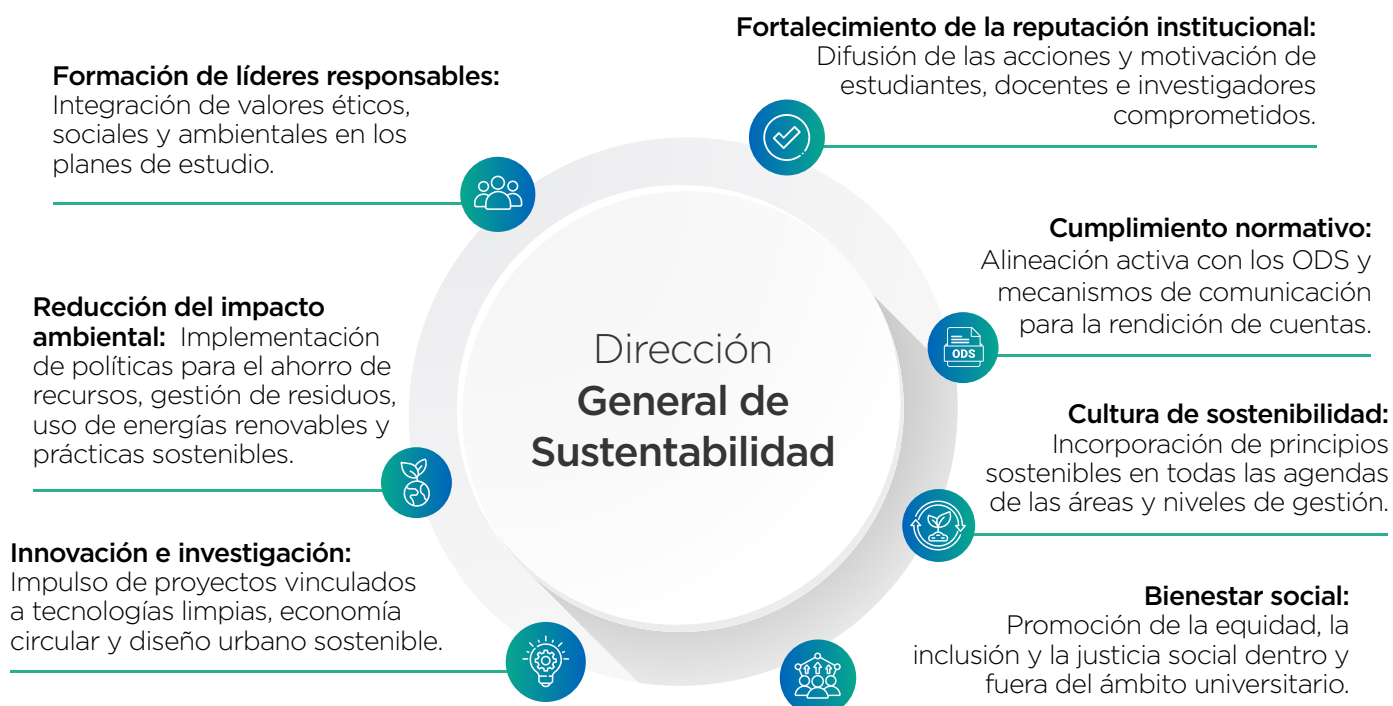 Formación de líderes responsables:
Integración de valores éticos,
sociales y ambientales en los
planes de estudio.
Reducción del impacto
ambiental: Implementación
de políticas para el ahorro de
recursos, gestión de residuos,
uso de energías renovables y
prácticas sostenibles.
Innovación e investigación:
Impulso de proyectos vinculados
a tecnologías limpias, economía
circular y diseño urbano sostenible.
Dirección
General de
Sustentabilidad
Fortalecimiento de la reputación institucional:
Difusión de las acciones y motivación de
estudiantes, docentes e investigadores
comprometidos.
Cumplimiento normativo:
Alineación activa con los ODS y
mecanismos de comunicación
para la rendición de cuentas.
ODS
Cultura de sostenibilidad:
Incorporación de principios
sostenibles en todas las agendas
de las áreas y niveles de gestión.
Bienestar social:
Promoción de la equidad, la
inclusión y la justicia social dentro y
fuera del ámbito universitario.